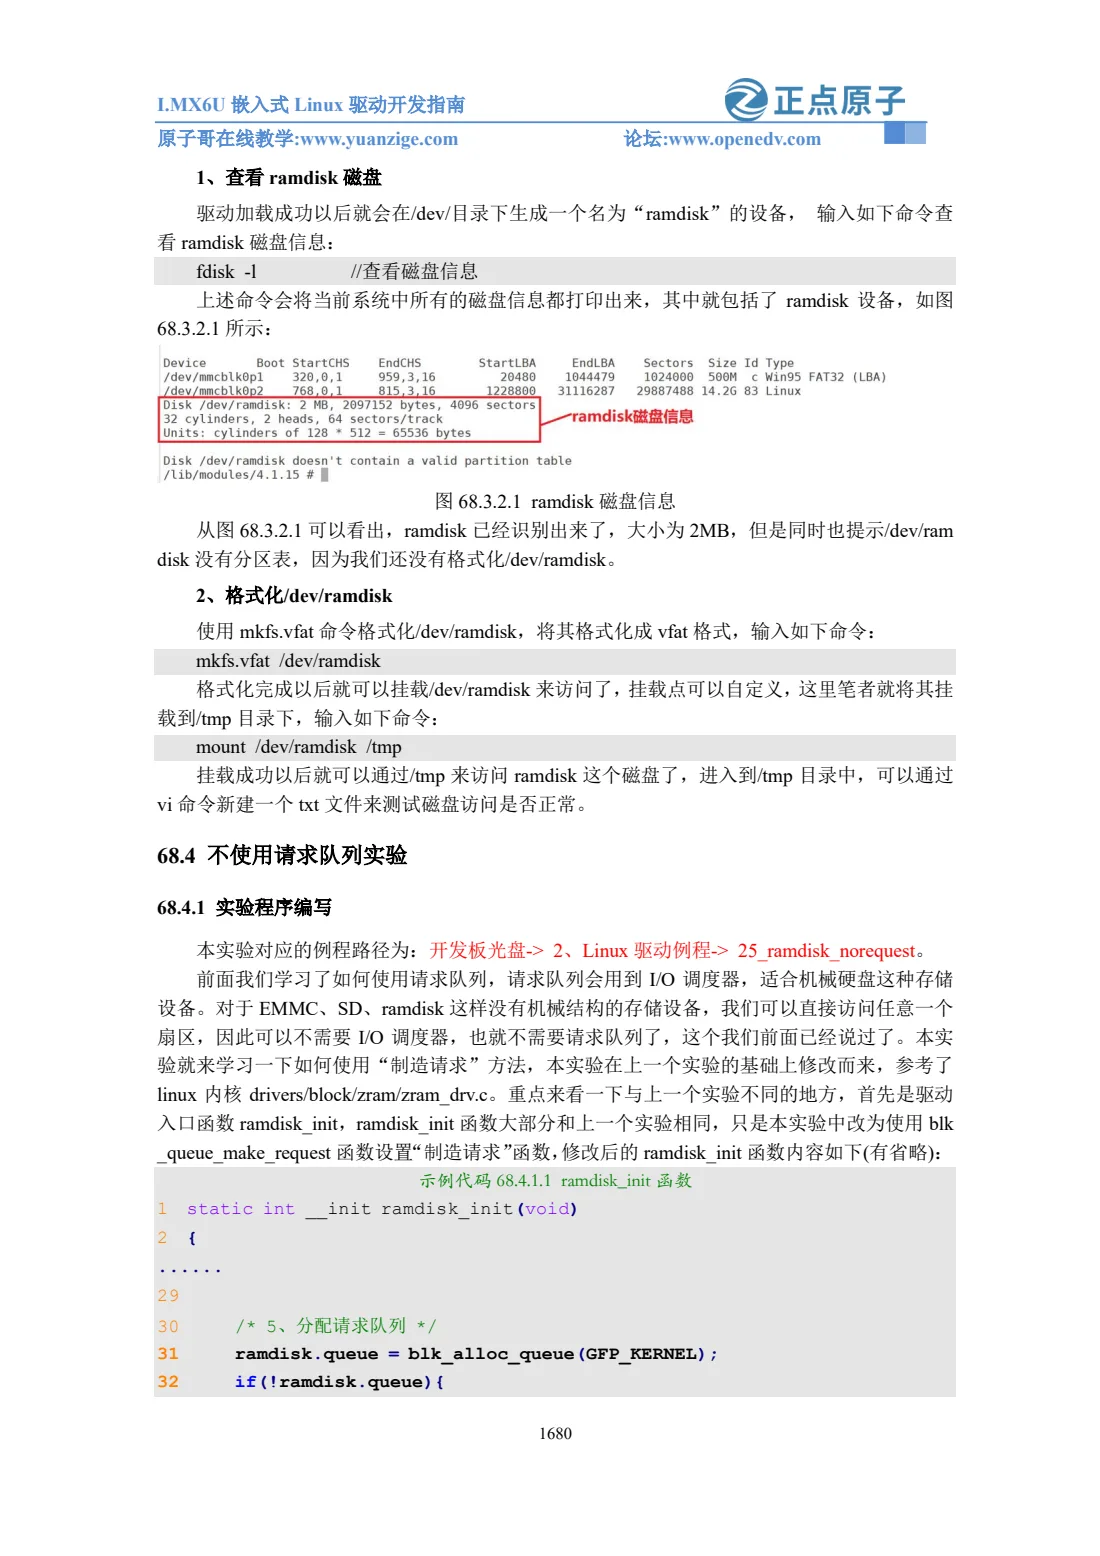 I.MX6U 嵌入式 Linux 驱动开发指南
正点原子
原子哥在线教学:www.yuanzige.com 论坛:www.openedv.com
1、查看 ramdisk 磁盘
驱动加载成功以后就会在/dev/目录下生成一个名为“ramdisk”的设备， 输入如下命令查
看 ramdisk 磁盘信息：
fdisk -l //查看磁盘信息
上述命令会将当前系统中所有的磁盘信息都打印出来，其中就包括了 ramdisk 设备，如图
68.3.2.1 所示：
Device Boot StartCHS EndCHS StartLBA EndLBA Sectors Size Id Type
/dev/mmcblk0p1 320,0,1 959,3,16 20480 1044479 1024000 500M c Win95 FAT32 (LBA)
/dev/mmcblk0p2 768,0,1 815,3,16 1228800 31116287 29887488 14.2G 83 Linux
Disk /dev/ramdisk: 2 MB, 2097152 bytes, 4096 sectors
32 cylinders, 2 heads, 64 sectors/track
ramdisk磁盘信息
Units: cylinders of 128 * 512 = 65536 bytes
Disk /dev/ramdisk doesn't contain a valid partition table
/lib/modules/4.1.15 #
图 68.3.2.1 ramdisk 磁盘信息
从图 68.3.2.1 可以看出，ramdisk 已经识别出来了，大小为 2MB，但是同时也提示/dev/ram
disk 没有分区表，因为我们还没有格式化/dev/ramdisk。
2、格式化/dev/ramdisk
使用 mkfs.vfat 命令格式化/dev/ramdisk，将其格式化成 vfat 格式，输入如下命令：
mkfs.vfat /dev/ramdisk
格式化完成以后就可以挂载/dev/ramdisk 来访问了，挂载点可以自定义，这里笔者就将其挂
载到/tmp 目录下，输入如下命令：
mount /dev/ramdisk /tmp
挂载成功以后就可以通过/tmp 来访问 ramdisk 这个磁盘了，进入到/tmp 目录中，可以通过
vi 命令新建一个 txt 文件来测试磁盘访问是否正常。
68.4 不使用请求队列实验
68.4.1 实验程序编写
本实验对应的例程路径为：开发板光盘-> 2、Linux 驱动例程-> 25_ramdisk_norequest。
前面我们学习了如何使用请求队列，请求队列会用到 I/O 调度器，适合机械硬盘这种存储
设备。对于 EMMC、SD、ramdisk 这样没有机械结构的存储设备，我们可以直接访问任意一个
扇区，因此可以不需要 I/O 调度器，也就不需要请求队列了，这个我们前面已经说过了。本实
验就来学习一下如何使用“制造请求”方法，本实验在上一个实验的基础上修改而来，参考了
linux 内核 drivers/block/zram/zram_drv.c。重点来看一下与上一个实验不同的地方，首先是驱动
入口函数 ramdisk_init，ramdisk_init 函数大部分和上一个实验相同，只是本实验中改为使用 blk
_queue_make_request 函数设置“制造请求”函数，修改后的 ramdisk_init 函数内容如下(有省略)：
示例代码 68.4.1.1 ramdisk_init 函数
1 static int __init ramdisk_init(void)
2 {
......
29
30 /* 5、分配请求队列 */
31 ramdisk.queue = blk_alloc_queue(GFP_KERNEL);
32 if(!ramdisk.queue){
1680